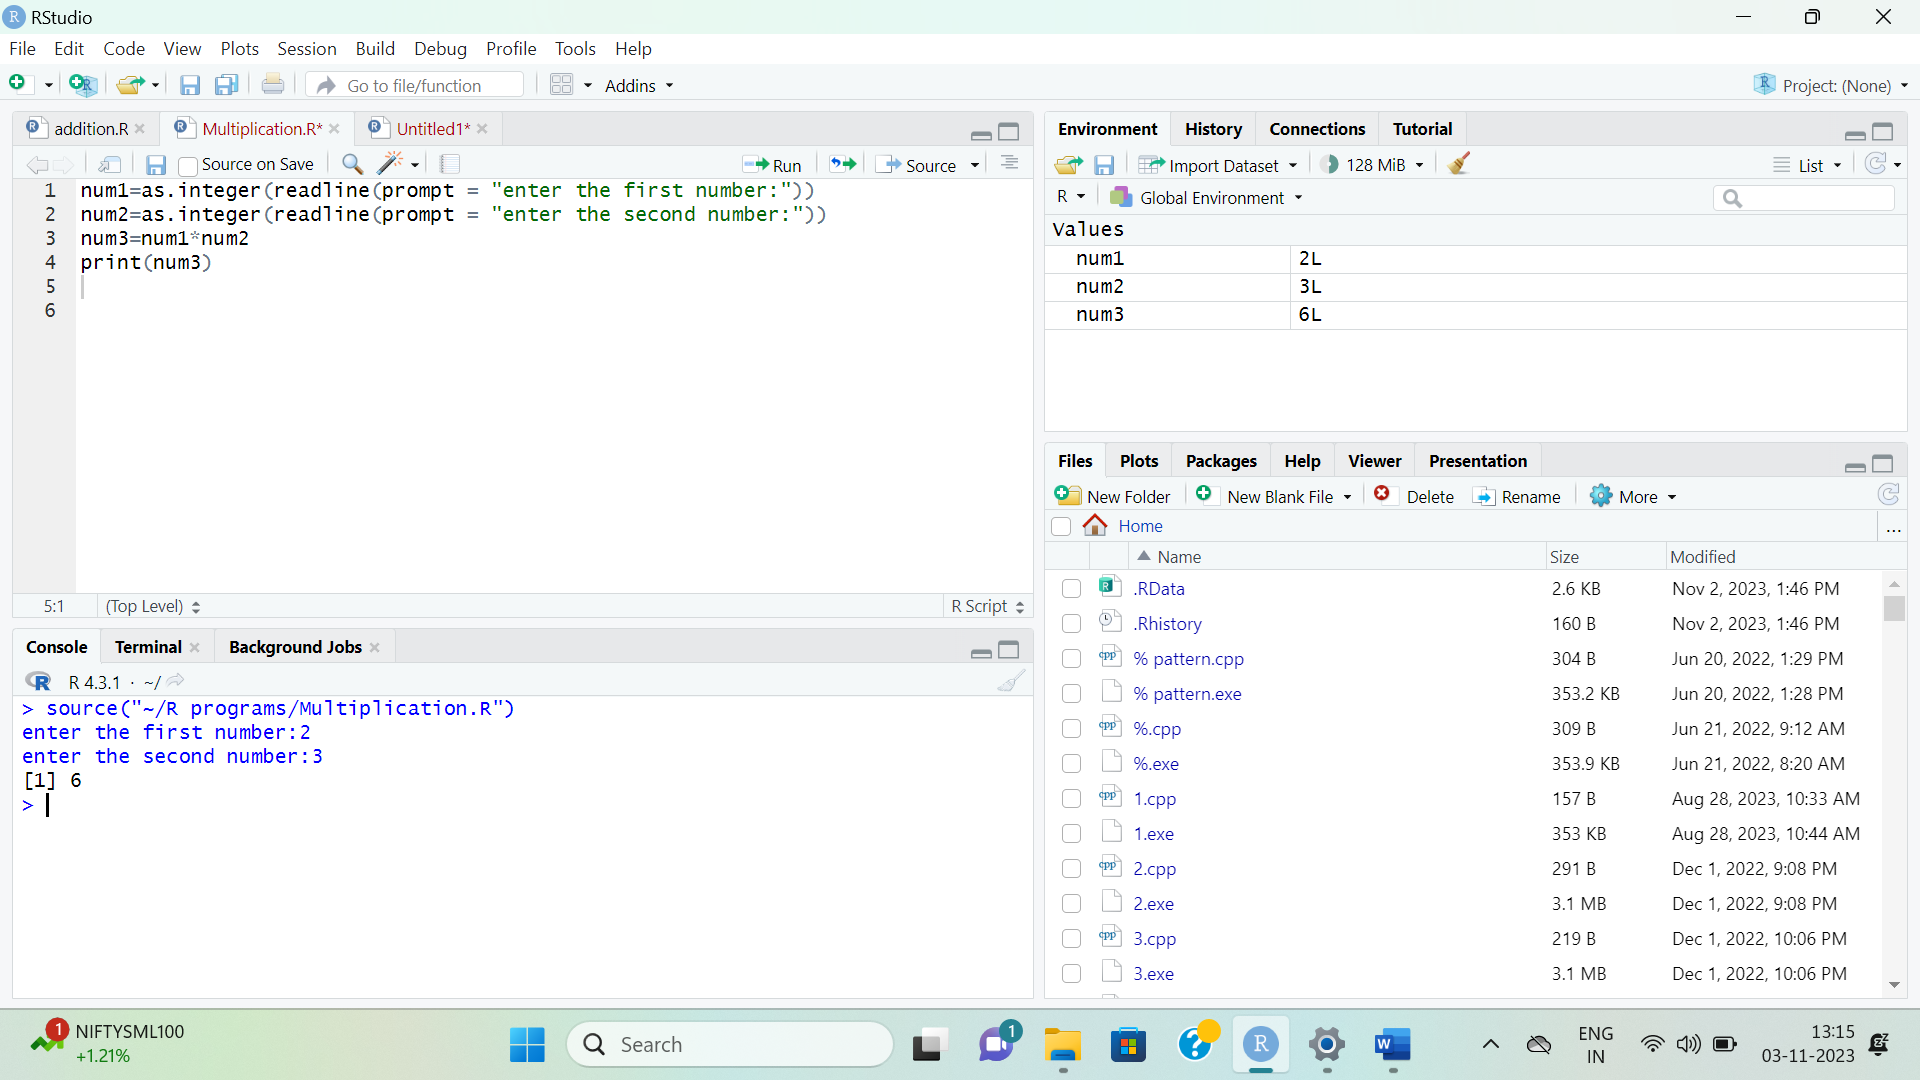 RStudio
File Edit Code View Plots Session Build Debug Profile Tools Help
Go to file/function Addins Project: (None)
addition.R Multiplication.R* Untitled1*
Source on Save Run Source
1 num1=as.integer(readline(prompt = "enter the first number:"))
2 num2=as.integer(readline(prompt = "enter the second number:"))
3 num3=num1*num2
4 print(num3)
5
6
5:1 (Top Level) R Script
Console Terminal Background Jobs
R 4.3.1 · ~/
> source("~/R programs/Multiplication.R")
enter the first number:2
enter the second number:3
[1] 6
>
Environment History Connections Tutorial
Import Dataset 128 MiB List
R Global Environment
Values
num1 2L
num2 3L
num3 6L
Files Plots Packages Help Viewer Presentation
New Folder New Blank File Delete Rename More
Home ...
Name Size Modified
.RData 2.6 KB Nov 2, 2023, 1:46 PM
.Rhistory 160 B Nov 2, 2023, 1:46 PM
% pattern.cpp 304 B Jun 20, 2022, 1:29 PM
% pattern.exe 353.2 KB Jun 20, 2022, 1:28 PM
%.cpp 309 B Jun 21, 2022, 9:12 AM
%.exe 353.9 KB Jun 21, 2022, 8:20 AM
1.cpp 157 B Aug 28, 2023, 10:33 AM
1.exe 353 KB Aug 28, 2023, 10:44 AM
2.cpp 291 B Dec 1, 2022, 9:08 PM
2.exe 3.1 MB Dec 1, 2022, 9:08 PM
3.cpp 219 B Dec 1, 2022, 10:06 PM
3.exe 3.1 MB Dec 1, 2022, 10:06 PM
1 NIFTYSML100
+1.21%
Search
1
ENG
IN
13:15
03-11-2023